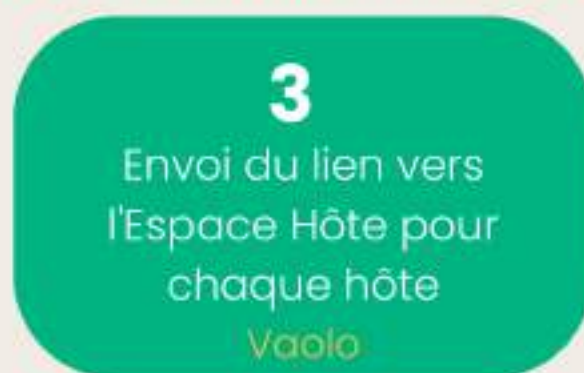 3
Envoi du lien vers
l'Espace Hôte pour
chaque hôte
Vaolo